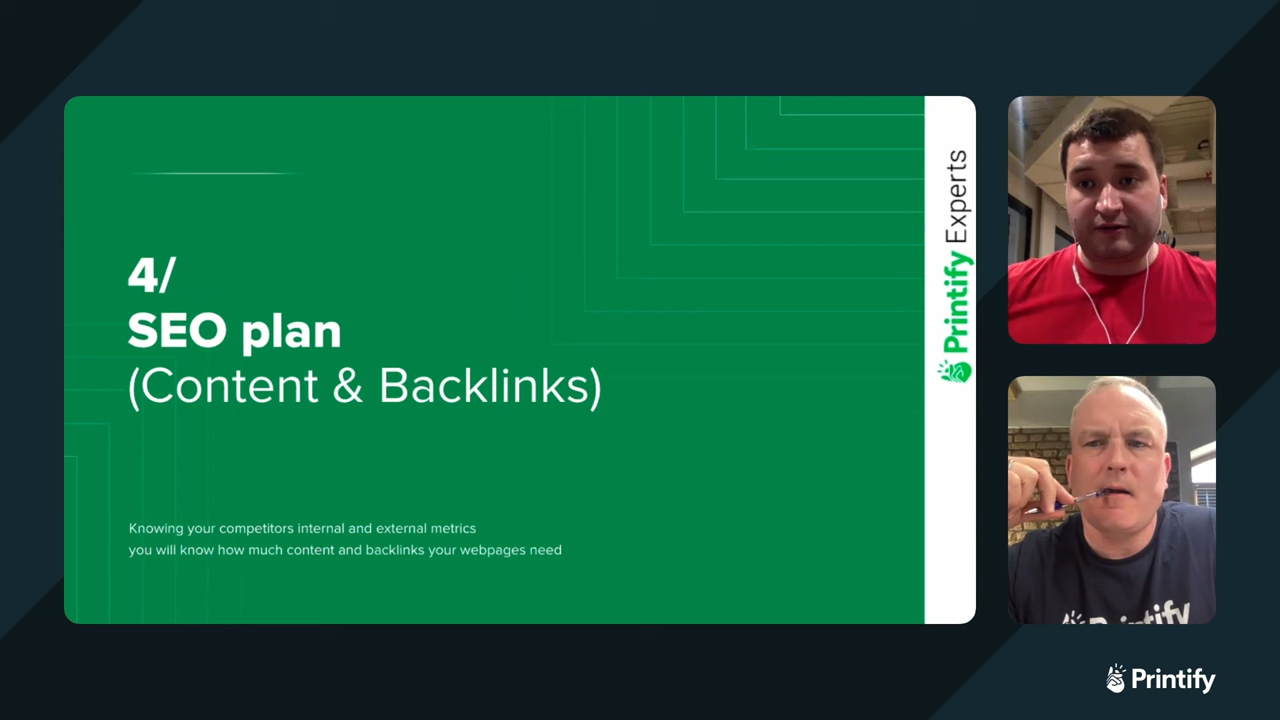 4/
SEO plan
(Content & Backlinks)
Knowing your competitors internal and external metrics
you will know how much content and backlinks your webpages need
Printify Experts
Printify
Printify